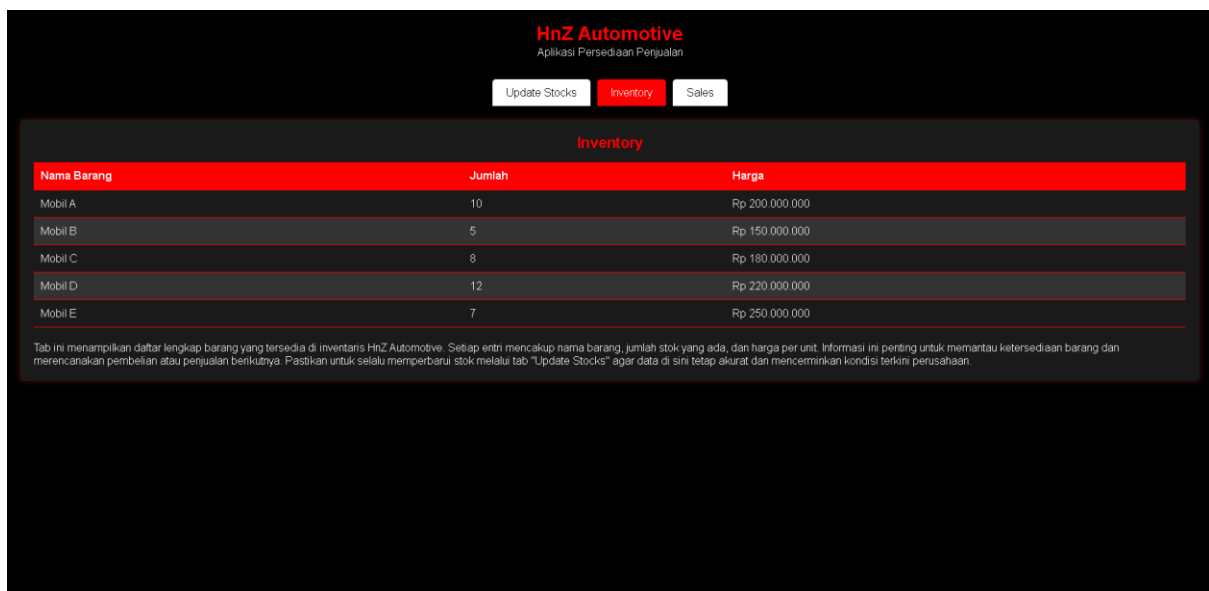 HnZ Automotive
Aplikasi Persediaan Penjualan
Update Stocks Inventory Sales
Inventory
Nama Barang Jumlah Harga
Mobil A 10 Rp 200.000.000
Mobil B 5 Rp 150.000.000
Mobil C 8 Rp 180.000.000
Mobil D 12 Rp 220.000.000
Mobil E 7 Rp 250.000.000
Tab ini menampilkan daftar lengkap barang yang tersedia di inventaris HnZ Automotive. Setiap entri mencakup nama barang, jumlah stok yang ada, dan harga per unit. Informasi ini penting untuk memantau ketersediaan barang dan
merencanakan pembelian atau penjualan berikutnya. Pastikan untuk selalu memperbarui stok melalui tab "Update Stocks" agar data di sini tetap akurat dan mencerminkan kondisi terkini perusahaan.